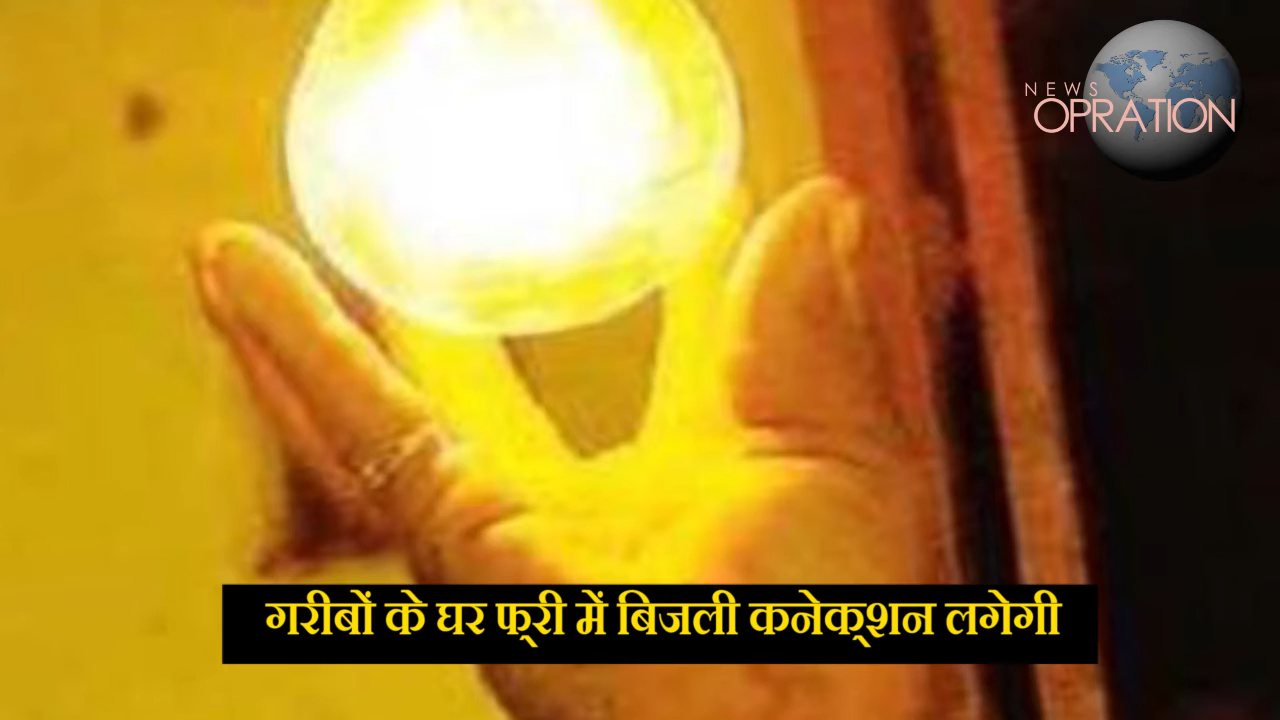 NEWS
OPRATION
गरीबों के घर फ्री में बिजली कनेक्शन लगेगी